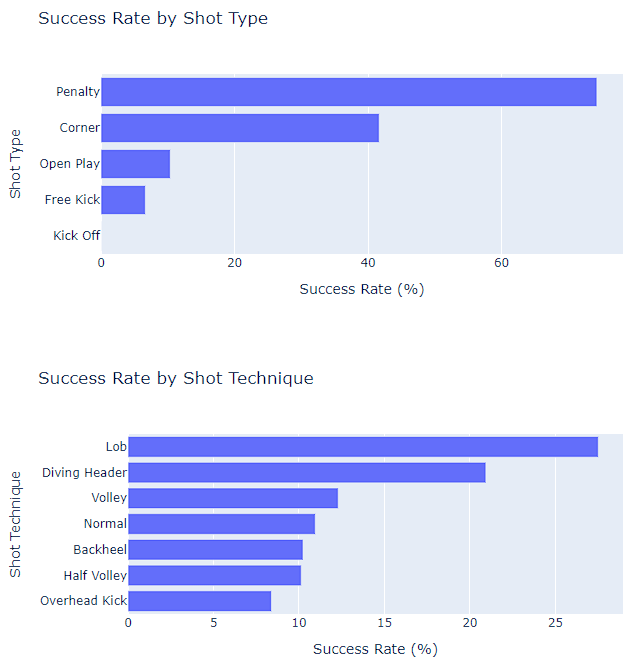 Success Rate by Shot Type
Shot Type
Penalty
Corner
Open Play
Free Kick
Kick Off
0 20 40 60
Success Rate (%)
Success Rate by Shot Technique
Shot Technique
Lob
Diving Header
Volley
Normal
Backheel
Half Volley
Overhead Kick
0 5 10 15 20 25
Success Rate (%)